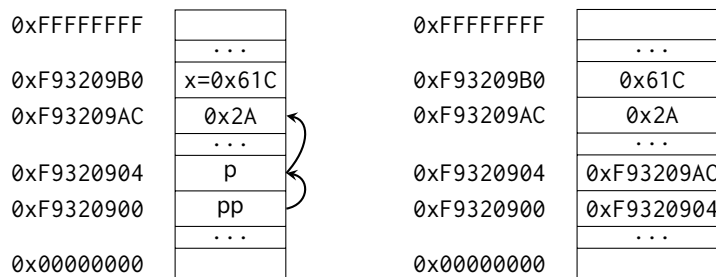 0xFFFFFFFF 0xFFFFFFFF
... ...
0xF93209B0 x=0x61C 0xF93209B0 0x61C
0xF93209AC 0x2A 0xF93209AC 0x2A
... ...
0xF9320904 p 0xF9320904 0xF93209AC
0xF9320900 pp 0xF9320900 0xF9320904
... ...
0x00000000 0x00000000